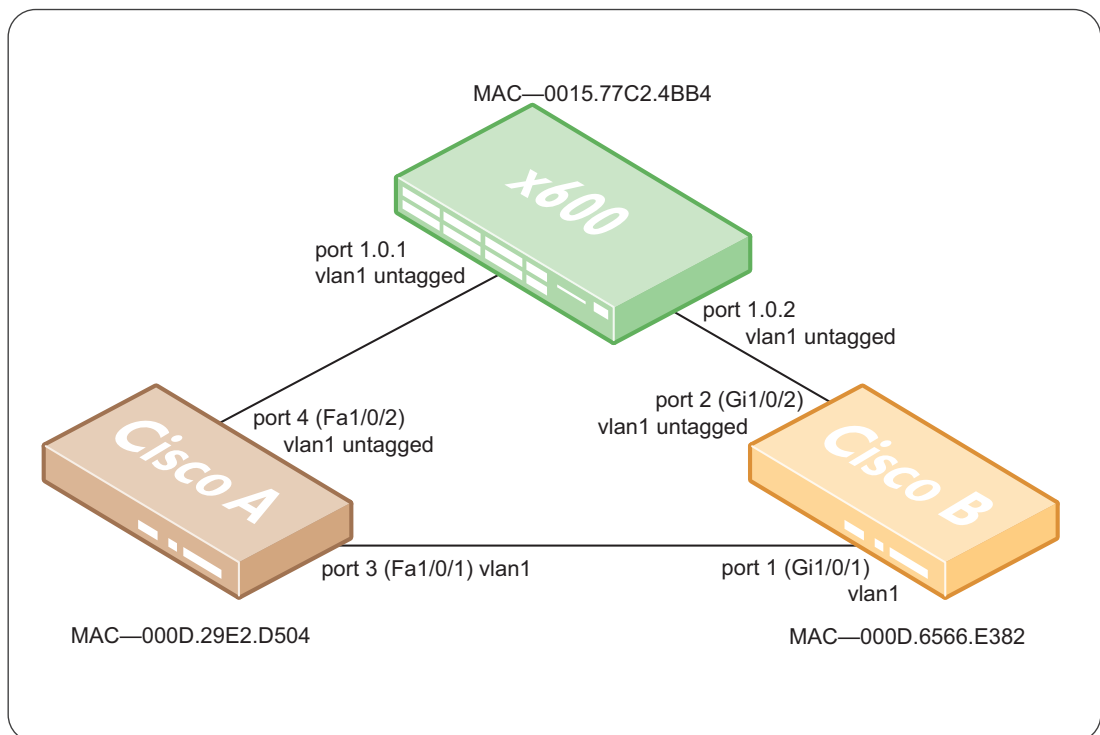 MAC—0015.77C2.4BB4
x600
port 1.0.1
vlan1 untagged
port 1.0.2
vlan1 untagged
port 4 (Fa1/0/2)
vlan1 untagged
port 2 (Gi1/0/2)
vlan1 untagged
Cisco A
Cisco B
port 3 (Fa1/0/1) vlan1
port 1 (Gi1/0/1)
vlan1
MAC—000D.29E2.D504
MAC—000D.6566.E382